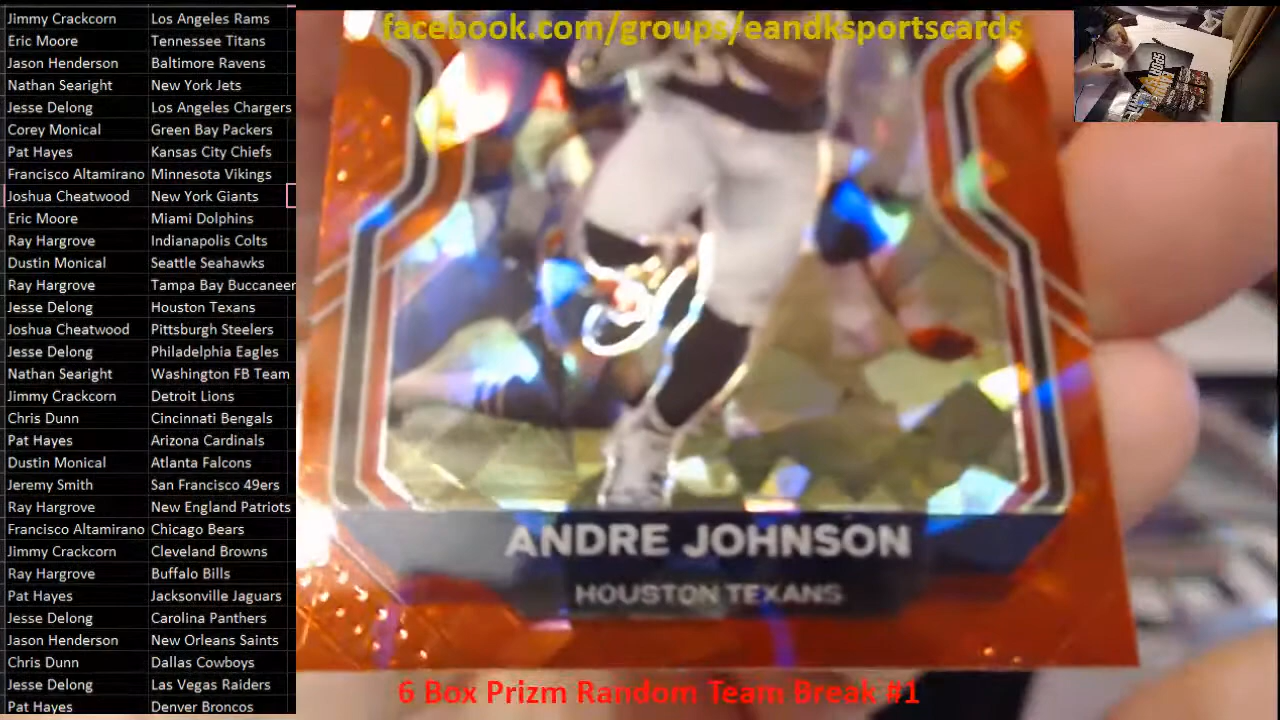 facebook.com/groups/eandksportscards
Jimmy Crackcorn Los Angeles Rams
Eric Moore Tennessee Titans
Jason Henderson Baltimore Ravens
Nathan Searight New York Jets
Jesse Delong Los Angeles Chargers
Corey Monical Green Bay Packers
Pat Hayes Kansas City Chiefs
Francisco Altamirano Minnesota Vikings
Joshua Cheatwood New York Giants
Eric Moore Miami Dolphins
Ray Hargrove Indianapolis Colts
Dustin Monical Seattle Seahawks
Ray Hargrove Tampa Bay Buccaneer
Jesse Delong Houston Texans
Joshua Cheatwood Pittsburgh Steelers
Jesse Delong Philadelphia Eagles
Nathan Searight Washington FB Team
Jimmy Crackcorn Detroit Lions
Chris Dunn Cincinnati Bengals
Pat Hayes Arizona Cardinals
Dustin Monical Atlanta Falcons
Jeremy Smith San Francisco 49ers
Ray Hargrove New England Patriots
Francisco Altamirano Chicago Bears
Jimmy Crackcorn Cleveland Browns
Ray Hargrove Buffalo Bills
Pat Hayes Jacksonville Jaguars
Jesse Delong Carolina Panthers
Jason Henderson New Orleans Saints
Chris Dunn Dallas Cowboys
Jesse Delong Las Vegas Raiders
Pat Hayes Denver Broncos
ANDRE JOHNSON
HOUSTON TEXANS
6 Box Prizm Random Team Break #1